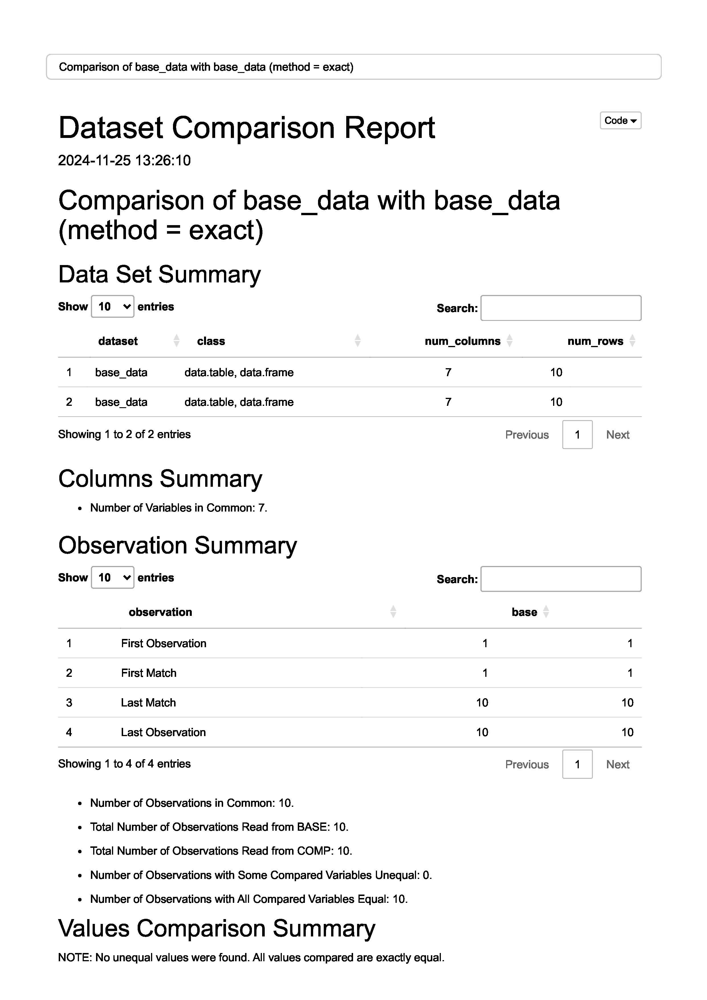 Comparison of base_data with base_data (method = exact)
Dataset Comparison Report
Code
2024-11-25 13:26:10
Comparison of base_data with base_data
(method = exact)
Data Set Summary
Show 10 entries Search:
dataset class num_columns num_rows
1 base_data data.table, data.frame 7 10
2 base_data data.table, data.frame 7 10
Showing 1 to 2 of 2 entries Previous 1 Next
Columns Summary
• Number of Variables in Common: 7.
Observation Summary
Show 10 entries Search:
observation base
1 First Observation 1 1
2 First Match 1 1
3 Last Match 10 10
4 Last Observation 10 10
Showing 1 to 4 of 4 entries Previous 1 Next
• Number of Observations in Common: 10.
• Total Number of Observations Read from BASE: 10.
• Total Number of Observations Read from COMP: 10.
• Number of Observations with Some Compared Variables Unequal: 0.
• Number of Observations with All Compared Variables Equal: 10.
Values Comparison Summary
NOTE: No unequal values were found. All values compared are exactly equal.